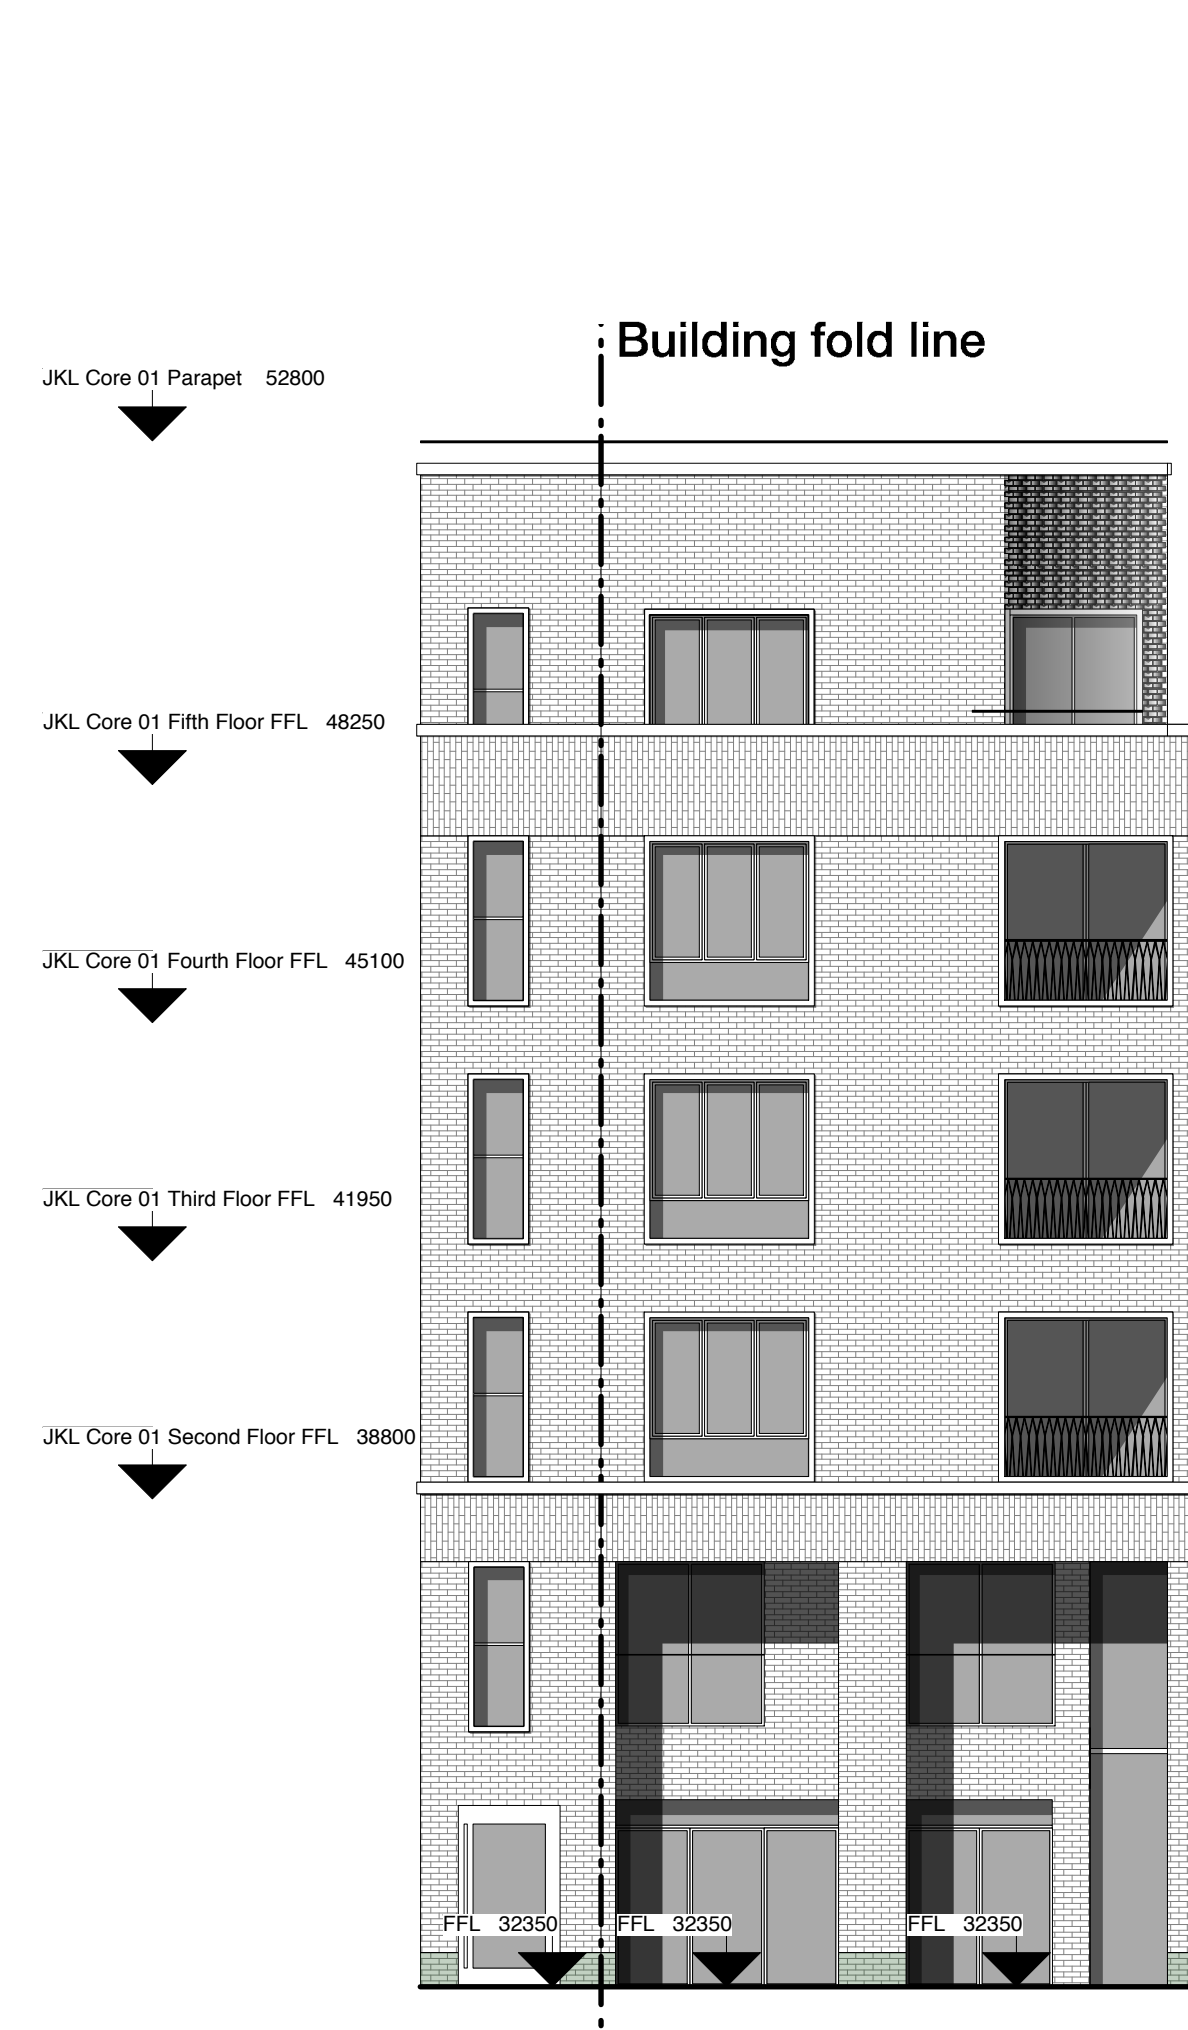 Building fold line
JKL Core 01 Parapet 52800
JKL Core 01 Fifth Floor FFL 48250
JKL Core 01 Fourth Floor FFL 45100
JKL Core 01 Third Floor FFL 41950
JKL Core 01 Second Floor FFL 38800
FFL 32350
FFL 32350
FFL 32350